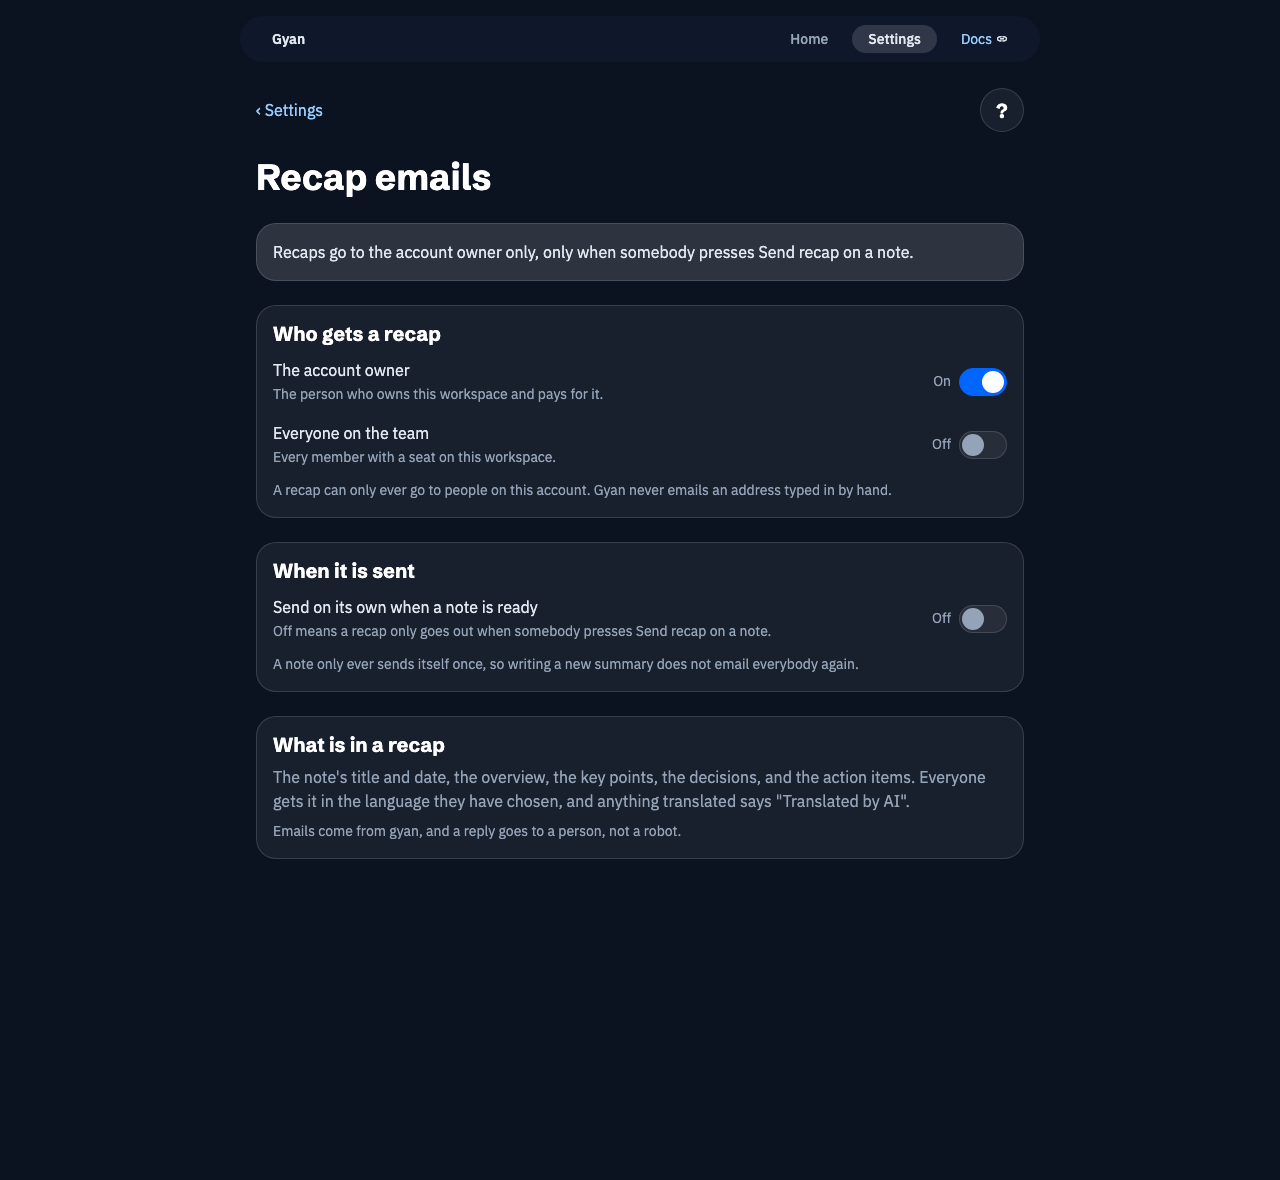 Gyan
Home
Settings
Docs
‹ Settings
?
Recap emails
Recaps go to the account owner only, only when somebody presses Send recap on a note.
Who gets a recap
The account owner
The person who owns this workspace and pays for it.
On
Everyone on the team
Every member with a seat on this workspace.
Off
A recap can only ever go to people on this account. Gyan never emails an address typed in by hand.
When it is sent
Send on its own when a note is ready
Off means a recap only goes out when somebody presses Send recap on a note.
Off
A note only ever sends itself once, so writing a new summary does not email everybody again.
What is in a recap
The note's title and date, the overview, the key points, the decisions, and the action items. Everyone
gets it in the language they have chosen, and anything translated says "Translated by AI".
Emails come from gyan, and a reply goes to a person, not a robot.